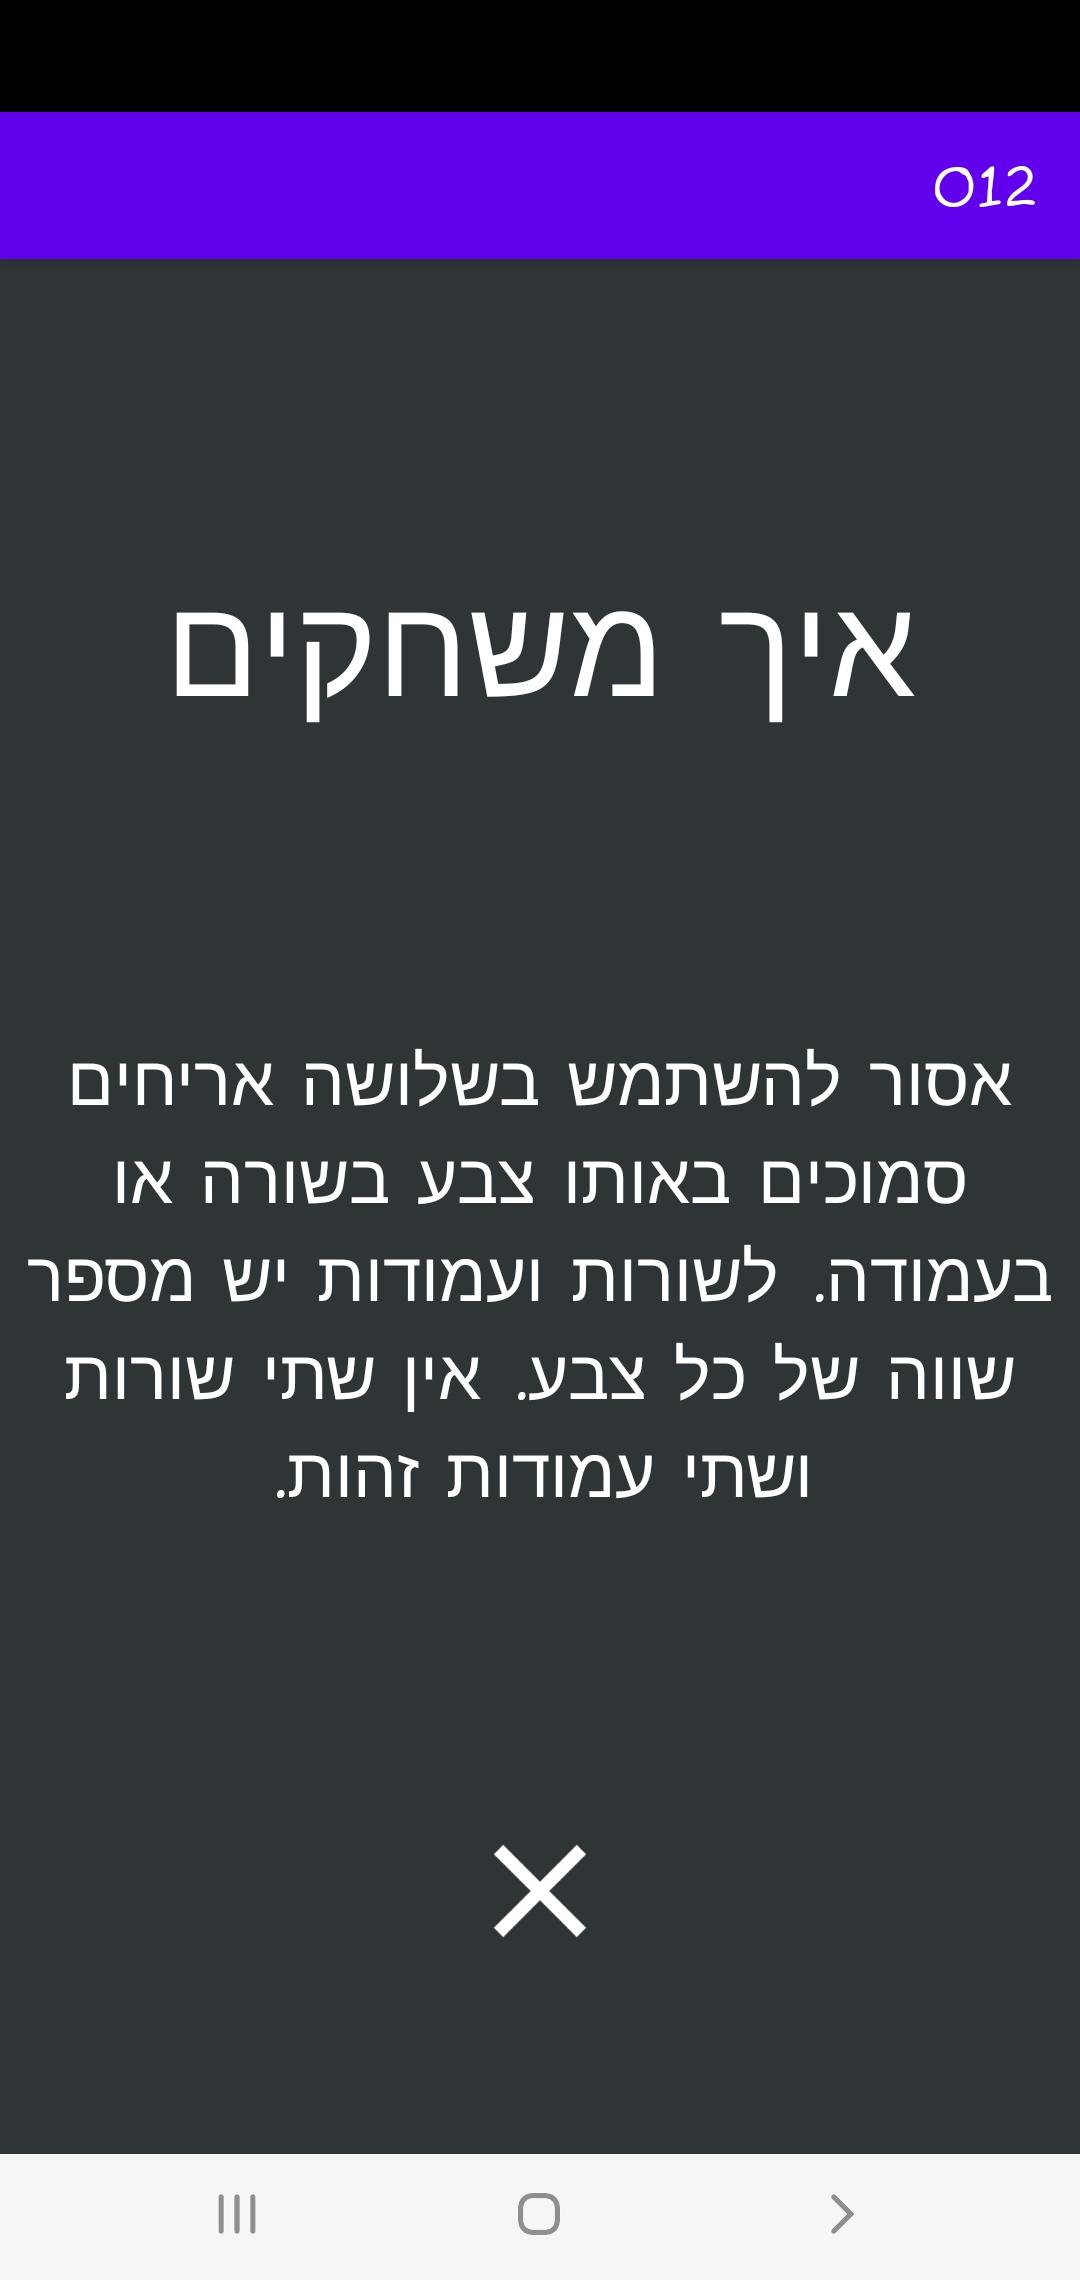 012
איך משחקים
אסור להשתמש בשלושה אריחים
סמוכים באותו צבע בשורה או
בעמודה. לשורות ועמודות יש מספר
שווה של כל צבע. אין שתי שורות
ושתי עמודות זהות.